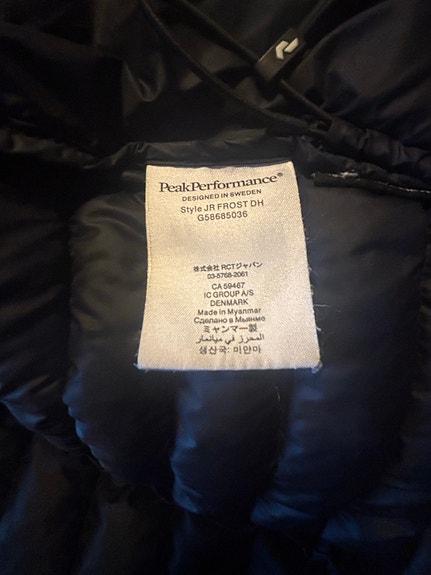 PeakPerformance®
DESIGNED IN SWEDEN
Style JR FROST DH
G58685036
株式会社 RCTジャパン
03-5768-2061
CA 59467
IC GROUP A/S
DENMARK
Made in Myanmar
Сделано в Мьянме
ミャンマー製
المحرز في ميانمار
생산국: 미얀마